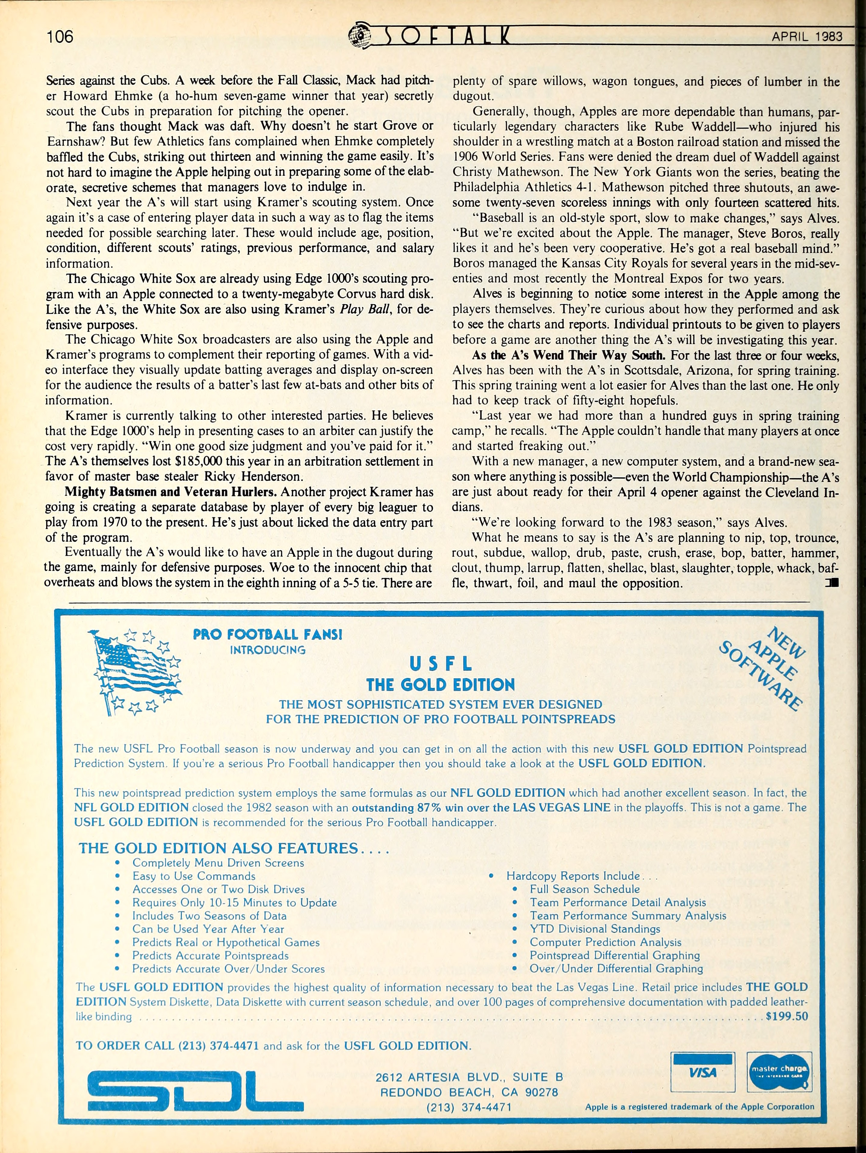 106
SOFTALK
APRIL 1983
Series against the Cubs. A week before the Fall Classic, Mack had pitch-
er Howard Ehmke (a ho-hum seven-game winner that year) secretly
scout the Cubs in preparation for pitching the opener.
The fans thought Mack was daft. Why doesn't he start Grove or
Earnshaw? But few Athletics fans complained when Ehmke completely
baffled the Cubs, striking out thirteen and winning the game easily. It's
not hard to imagine the Apple helping out in preparing some of the elab-
orate, secretive schemes that managers love to indulge in.
Next year the A's will start using Kramer's scouting system. Once
again it's a case of entering player data in such a way as to flag the items
needed for possible searching later. These would include age, position,
condition, different scouts' ratings, previous performance, and salary
information.
The Chicago White Sox are already using Edge 1000's scouting pro-
gram with an Apple connected to a twenty-megabyte Corvus hard disk.
Like the A's, the White Sox are also using Kramer's Play Ball, for de-
fensive purposes.
The Chicago White Sox broadcasters are also using the Apple and
Kramer's programs to complement their reporting of games. With a vid-
eo interface they visually update batting averages and display on-screen
for the audience the results of a batter's last few at-bats and other bits of
information.
Kramer is currently talking to other interested parties. He believes
that the Edge 1000's help in presenting cases to an arbiter can justify the
cost very rapidly. "Win one good size judgment and you've paid for it."
The A's themselves lost $185,000 this year in an arbitration settlement in
favor of master base stealer Ricky Henderson.
Mighty Batsmen and Veteran Hurlers. Another project Kramer has
going is creating a separate database by player of every big leaguer to
play from 1970 to the present. He's just about licked the data entry part
of the program.
Eventually the A's would like to have an Apple in the dugout during
the game, mainly for defensive purposes. Woe to the innocent chip that
overheats and blows the system in the eighth inning of a 5-5 tie. There are
plenty of spare willows, wagon tongues, and pieces of lumber in the
dugout.
Generally, though, Apples are more dependable than humans, par-
ticularly legendary characters like Rube Waddell—who injured his
shoulder in a wrestling match at a Boston railroad station and missed the
1906 World Series. Fans were denied the dream duel of Waddell against
Christy Mathewson. The New York Giants won the series, beating the
Philadelphia Athletics 4-1. Mathewson pitched three shutouts, an awe-
some twenty-seven scoreless innings with only fourteen scattered hits.
"Baseball is an old-style sport, slow to make changes," says Alves.
"But we're excited about the Apple. The manager, Steve Boros, really
likes it and he's been very cooperative. He's got a real baseball mind."
Boros managed the Kansas City Royals for several years in the mid-sev-
enties and most recently the Montreal Expos for two years.
Alves is beginning to notice some interest in the Apple among the
players themselves. They're curious about how they performed and ask
to see the charts and reports. Individual printouts to be given to players
before a game are another thing the A's will be investigating this year.
As the A's Wend Their Way South. For the last three or four weeks,
Alves has been with the A's in Scottsdale, Arizona, for spring training.
This spring training went a lot easier for Alves than the last one. He only
had to keep track of fifty-eight hopefuls.
"Last year we had more than a hundred guys in spring training
camp," he recalls. "The Apple couldn't handle that many players at once
and started freaking out."
With a new manager, a new computer system, and a brand-new sea-
son where anything is possible—even the World Championship—the A's
are just about ready for their April 4 opener against the Cleveland In-
dians.
"We're looking forward to the 1983 season," says Alves.
What he means to say is the A's are planning to nip, top, trounce,
rout, subdue, wallop, drub, paste, crush, erase, bop, batter, hammer,
clout, thump, larrup, flatten, shellac, blast, slaughter, topple, whack, baf-
fle, thwart, foil, and maul the opposition.
PRO FOOTBALL FANS!
INTRODUCING
USFL
THE GOLD EDITION
NEW
APPLE
SOFTWARE
THE MOST SOPHISTICATED SYSTEM EVER DESIGNED
FOR THE PREDICTION OF PRO FOOTBALL POINTSPREADS
The new USFL Pro Football season is now underway and you can get in on all the action with this new USFL GOLD EDITION Pointspread
Prediction System. If you're a serious Pro Football handicapper then you should take a look at the USFL GOLD EDITION.
This new pointspread prediction system employs the same formulas as our NFL GOLD EDITION which had another excellent season. In fact, the
NFL GOLD EDITION closed the 1982 season with an outstanding 87% win over the LAS VEGAS LINE in the playoffs. This is not a game. The
USFL GOLD EDITION is recommended for the serious Pro Football handicapper.
THE GOLD EDITION ALSO FEATURES....
• Completely Menu Driven Screens
• Easy to Use Commands
• Accesses One or Two Disk Drives
• Requires Only 10-15 Minutes to Update
• Includes Two Seasons of Data
• Can be Used Year After Year
• Predicts Real or Hypothetical Games
• Predicts Accurate Pointspreads
• Predicts Accurate Over/Under Scores
• Hardcopy Reports Include...
• Full Season Schedule
• Team Performance Detail Analysis
• Team Performance Summary Analysis
• YTD Divisional Standings
• Computer Prediction Analysis
• Pointspread Differential Graphing
• Over/Under Differential Graphing
The USFL GOLD EDITION provides the highest quality of information necessary to beat the Las Vegas Line. Retail price includes THE GOLD
EDITION System Diskette, Data Diskette with current season schedule, and over 100 pages of comprehensive documentation with padded leather-
like binding ........ $199.50
TO ORDER CALL (213) 374-4471 and ask for the USFL GOLD EDITION.
SDL
2612 ARTESIA BLVD., SUITE B
REDONDO BEACH, CA 90278
(213) 374-4471
VISA
master charge
THE INTERBANK CARD
Apple is a registered trademark of the Apple Corporation